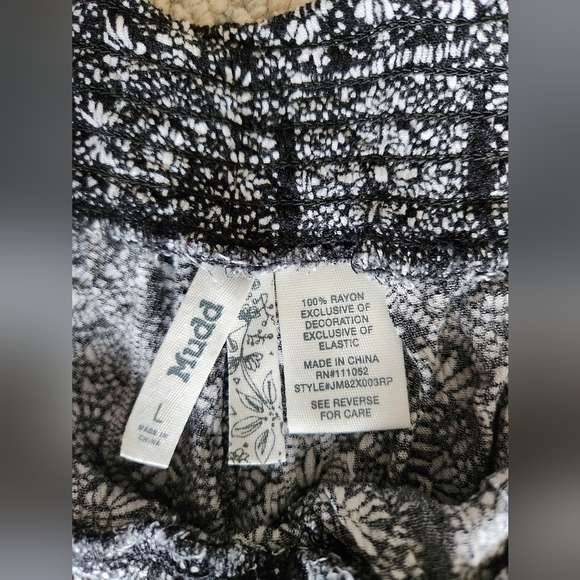 Mudd
L
MADE IN
CHINA
100% RAYON
EXCLUSIVE OF
DECORATION
EXCLUSIVE OF
ELASTIC
MADE IN CHINA
RN#111052
STYLE#JM82X003RP
SEE REVERSE
FOR CARE